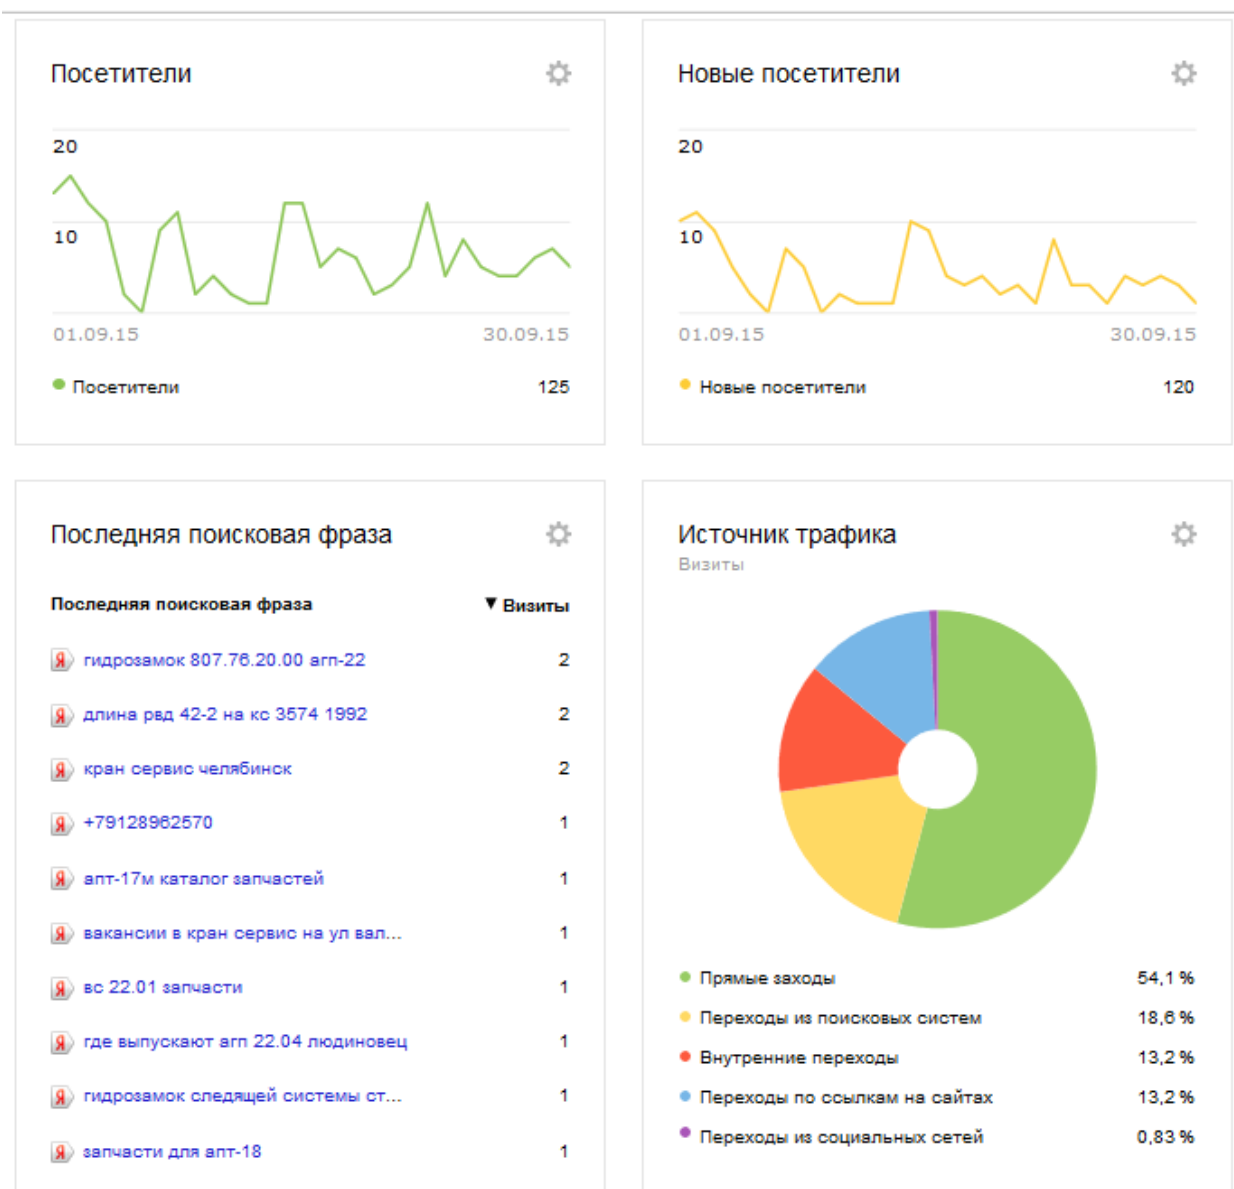 Посетители
20
10
01.09.15 30.09.15
Посетители 125
Новые посетители
20
10
01.09.15 30.09.15
Новые посетители 120
Последняя поисковая фраза
Последняя поисковая фраза ▼ Визиты
гидрозамок 807.76.20.00 агп-22 2
длина рвд 42-2 на кс 3574 1992 2
кран сервис челябинск 2
+79128962570 1
апт-17м каталог запчастей 1
вакансии в кран сервис на ул вал... 1
вс 22.01 запчасти 1
где выпускают агп 22.04 людиновец 1
гидрозамок следящей системы ст... 1
запчасти для апт-18 1
Источник трафика
Визиты
Прямые заходы 54,1 %
Переходы из поисковых систем 18,6 %
Внутренние переходы 13,2 %
Переходы по ссылкам на сайтах 13,2 %
Переходы из социальных сетей 0,83 %